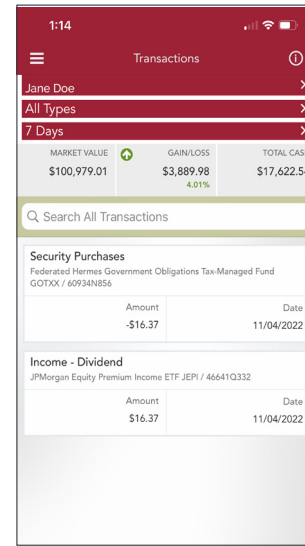 1:14
Transactions
Jane Doe
All Types
7 Days
MARKET VALUE GAIN/LOSS TOTAL
$100,979.01 $3,889.98 $17,622.5
4.01%
Search All Transactions
Security Purchases
Federated Hermes Government Obligations Tax-Managed Fund
GOTXX / 60934N856
Amount Date
-$16.37 11/04/2022
Income - Dividend
JPMorgan Equity Premium Income ETF JEPI / 46641Q332
Amount Date
$16.37 11/04/2022